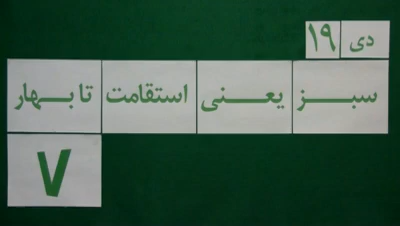 دی ۱۹
سبز یعنی استقامت تا بهار
۷